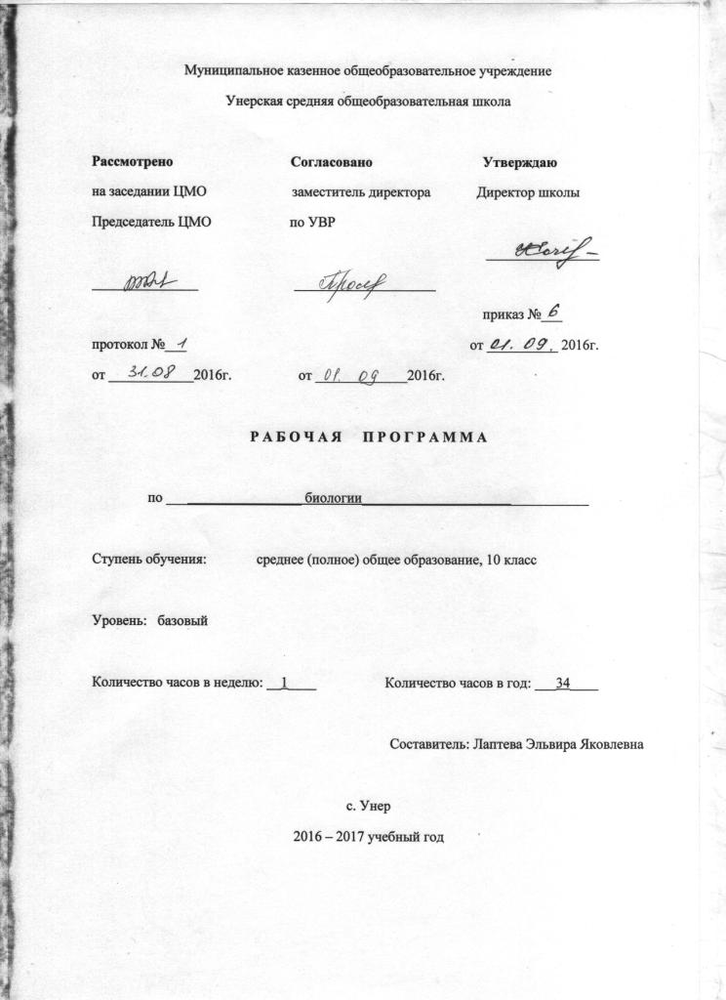 Муниципальное казенное общеобразовательное учреждение
Унерская средняя общеобразовательная школа
Рассмотрено Согласовано Утверждаю
на заседании ЦМО заместитель директора Директор школы
Председатель ЦМО по УВР
приказ № 6
протокол № 1 от 01. 09. 2016г.
от 31.08 2016г. от 01. 09 2016г.
Р А Б О Ч А Я П Р О Г Р А М М А
по биологии
Ступень обучения: среднее (полное) общее образование, 10 класс
Уровень: базовый
Количество часов в неделю: 1 Количество часов в год: 34
Составитель: Лаптева Эльвира Яковлевна
с. Унер
2016 – 2017 учебный год